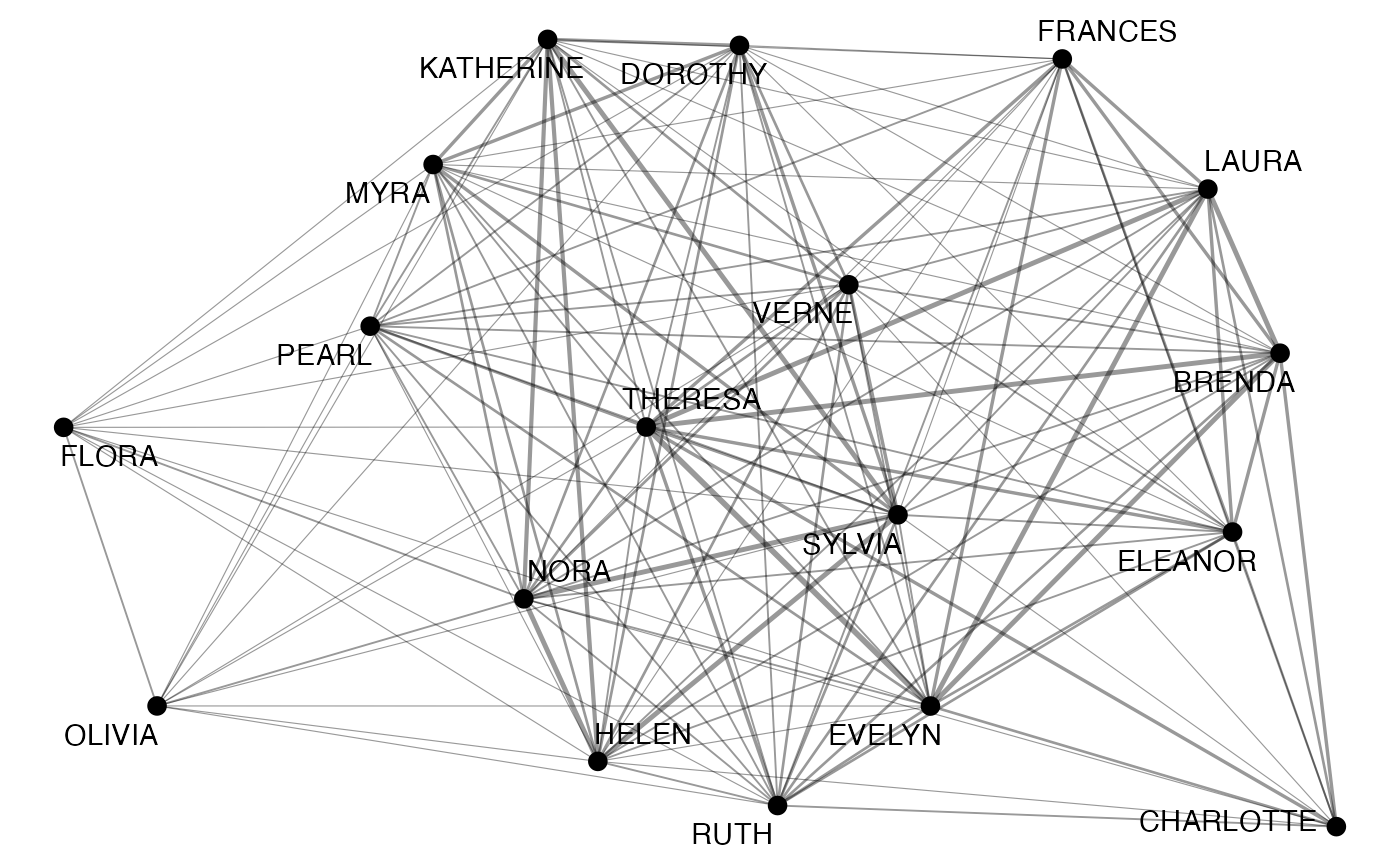 FRANCES
KATHERINE
DOROTHY
LAURA
MYRA
VERNE
PEARL
BRENDA
THERESA
FLORA
SYLVIA
ELEANOR
NORA
OLIVIA
HELEN
EVELYN
CHARLOTTE
RUTH